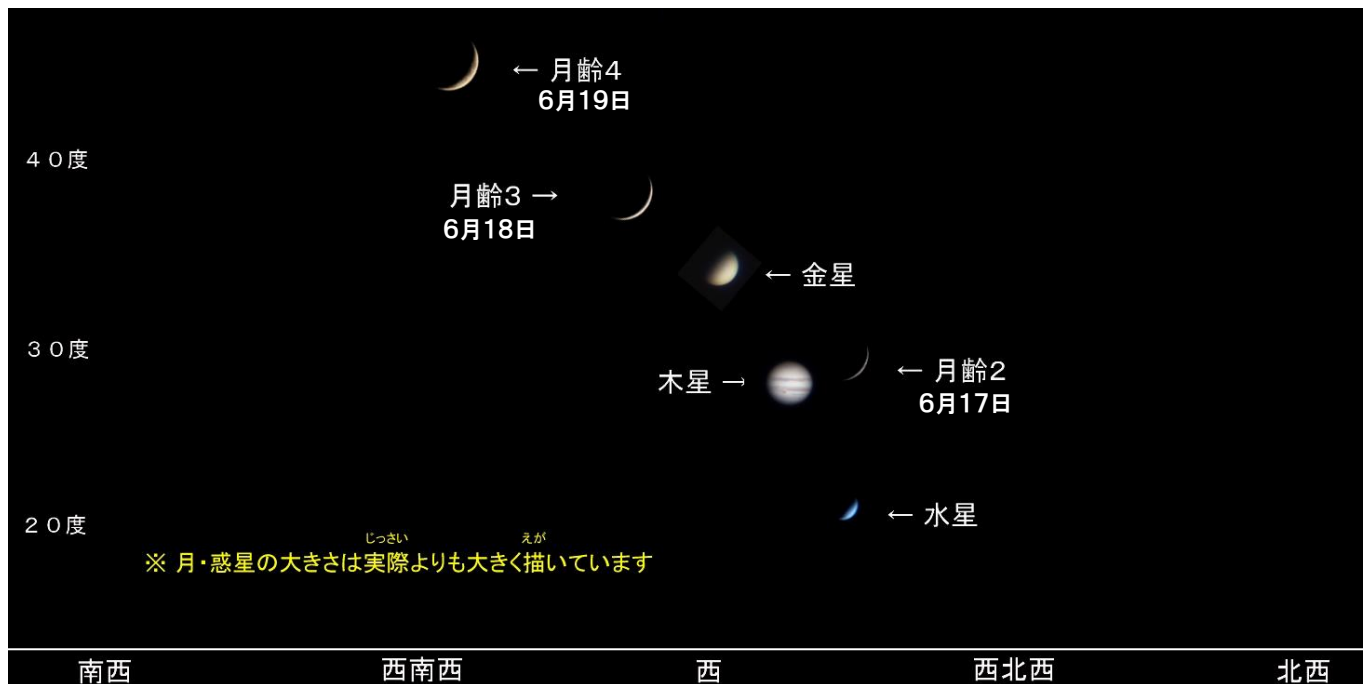 ← 月齢4
6月19日
４０度
月齢3 →
6月18日
← 金星
３０度
木星 →
← 月齢2
6月17日
２０度
← 水星
じっさい えが
※ 月・惑星の大きさは実際よりも大きく描いています
南西 西南西 西 西北西 北西